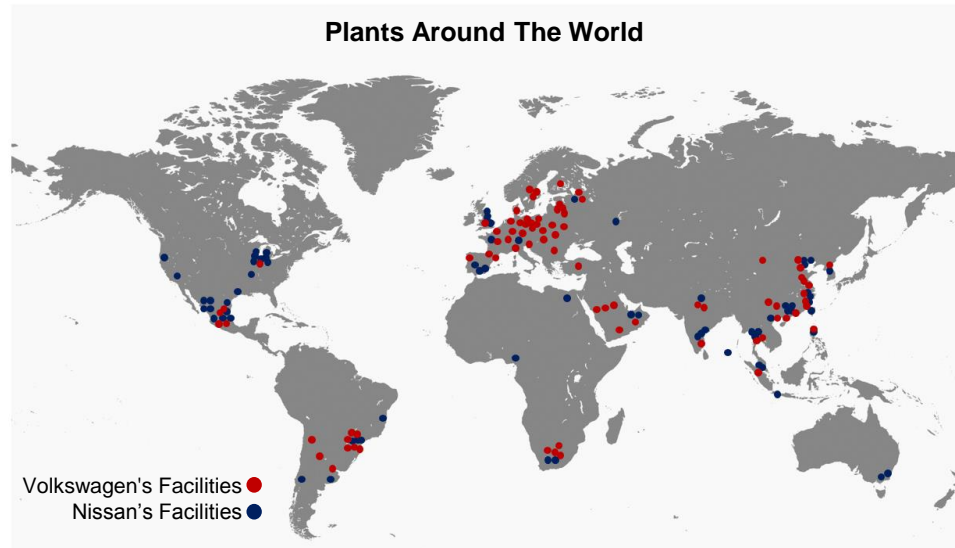 Plants Around The World
Volkswagen's Facilities
Nissan’s Facilities